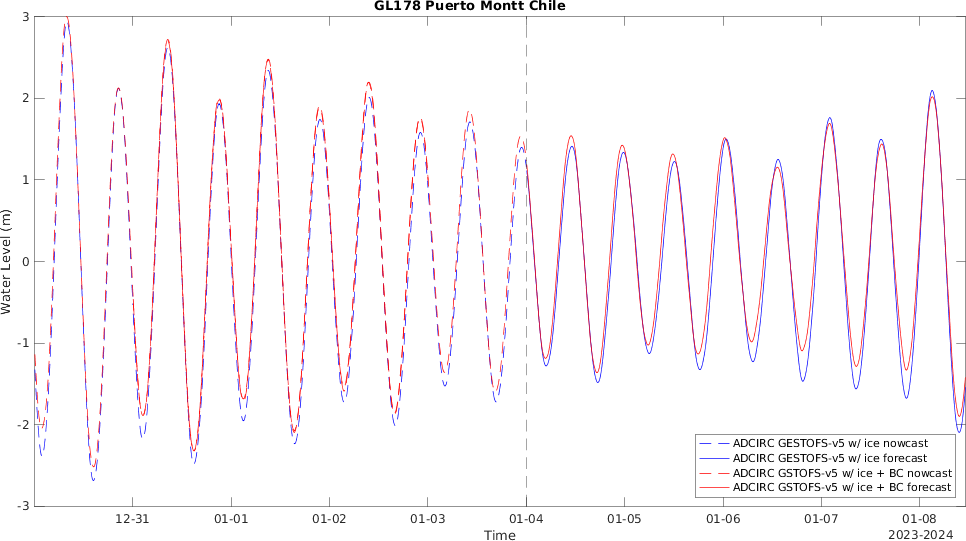 GL178 Puerto Montt Chile
3
2
1
0
-1
-2
-3
Water Level (m)
ADCIRC GESTOFS-v5 w/ ice nowcast
ADCIRC GESTOFS-v5 w/ ice forecast
ADCIRC GSTOFS-v5 w/ ice + BC nowcast
ADCIRC GSTOFS-v5 w/ ice + BC forecast
12-31 01-01 01-02 01-03 01-04 01-05 01-06 01-07 01-08
Time
2023-2024